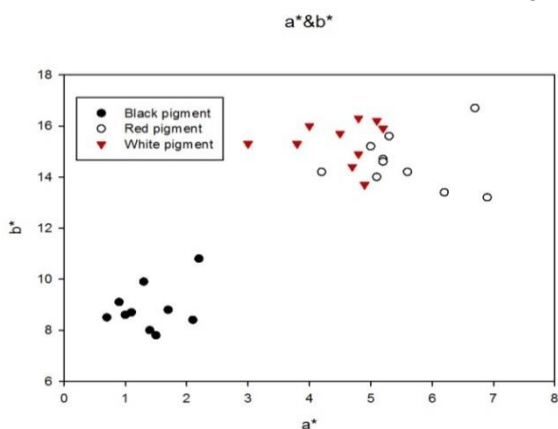 a*&b*
18
16
14
12
10
8
6
b*
Black pigment
Red pigment
White pigment
0 1 2 3 4 5 6 7 8
a*